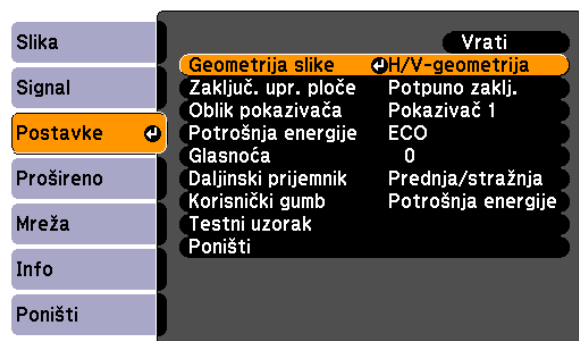 Slika
Signal
Postavke
Prošireno
Mreža
Info
Poništi
Vrati
Geometrija slike H/V-geometrija
Zaključ. upr. ploče Potpuno zaklj.
Oblik pokazivača Pokazivač 1
Potrošnja energije ECO
Glasnoća 0
Daljinski prijemnik Prednja/stražnja
Korisnički gumb Potrošnja energije
Testni uzorak
Poništi